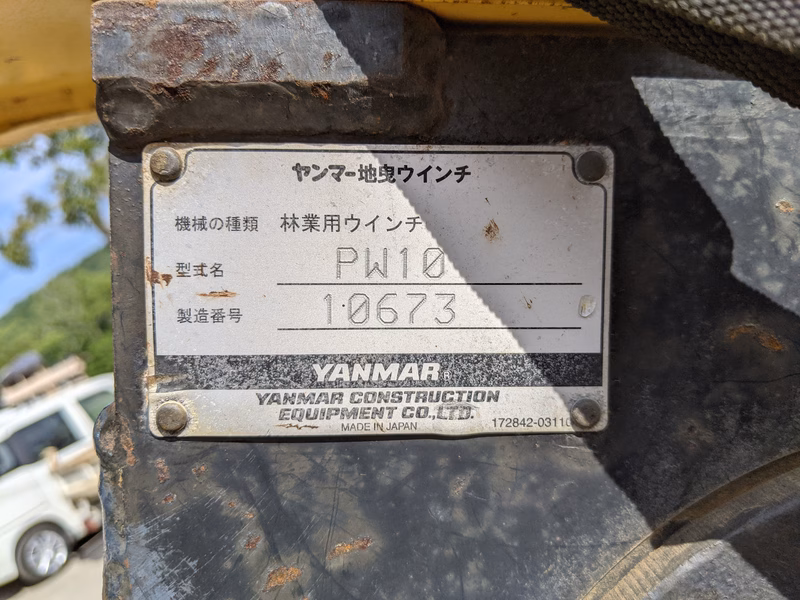 ヤンマー地曳ウインチ
機械の種類 林業用ウインチ
型式名 PW10
製造番号 10673
YANMAR®
YANMAR CONSTRUCTION
EQUIPMENT CO.,LTD.
MADE IN JAPAN 172842-03110